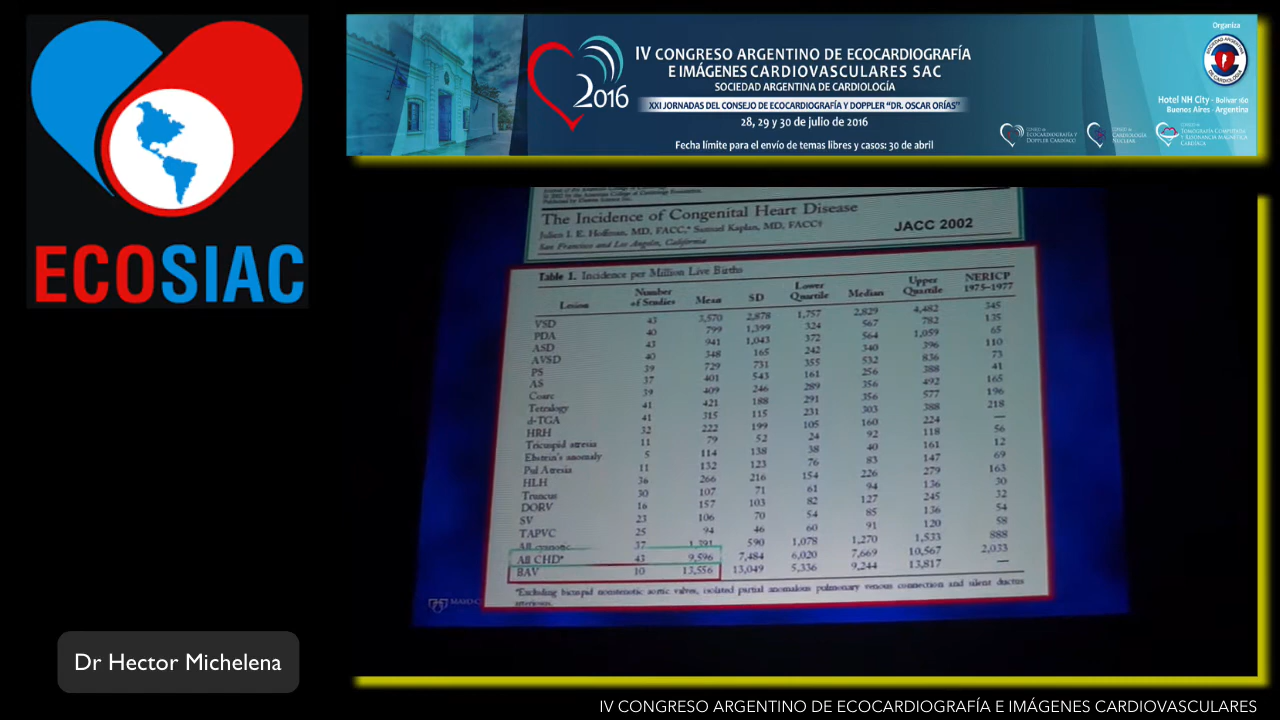 ECOSIAC
2016
IV CONGRESO ARGENTINO DE ECOCARDIOGRAFÍA
E IMÁGENES CARDIOVASCULARES SAC
SOCIEDAD ARGENTINA DE CARDIOLOGÍA
XXI JORNADAS DEL CONSEJO DE ECOCARDIOGRAFÍA Y DOPPLER "DR. OSCAR ORÍAS"
28, 29 y 30 de julio de 2016
Fecha límite para el envío de temas libres y casos: 30 de abril
Organiza
Hotel NH City - Bolívar 160
Buenos Aires - Argentina
The Incidence of Congenital Heart Disease
Julien I. E. Hoffman, MD, FACC,* Samuel Kaplan, MD, FACC†
San Francisco and Los Angeles, California
JACC 2002
Table 1. Incidence per Million Live Births
Lesion Number of Studies Mean SD Lower Quartile Median Upper Quartile NERICP 1975-1977
VSD 43 3,570 2,878 1,757 2,829 4,482 345
PDA 40 799 1,399 324 567 782 135
ASD 43 941 1,043 372 564 1,059 65
AVSD 40 348 165 242 340 396 110
PS 39 729 731 355 532 836 73
AS 37 401 543 161 256 388 41
Coarc 39 409 246 289 356 492 165
Tetralogy 41 421 188 291 356 577 196
d-TGA 41 315 115 231 303 388 218
HRH 32 222 199 105 160 224 —
Tricuspid atresia 11 79 52 24 92 118 56
Ebstein's anomaly 5 114 138 38 40 161 12
Pul Atresia 11 132 123 76 83 147 69
HLH 36 266 216 154 226 279 163
Truncus 30 107 71 61 94 136 30
DORV 16 157 103 82 127 245 32
SV 23 106 70 54 85 136 54
TAPVC 25 94 46 60 91 120 58
All cyanotic 37 1,391 590 1,078 1,270 1,533 888
All CHD* 43 9,596 7,484 6,020 7,669 10,567 2,033
BAV 10 13,556 13,049 5,336 9,244 13,817 —
*Excluding bicuspid nonstenotic aortic valves, isolated partial anomalous pulmonary venous connection and silent ductus
arteriosus.
Dr Hector Michelena
IV CONGRESO ARGENTINO DE ECOCARDIOGRAFÍA E IMÁGENES CARDIOVASCULARES